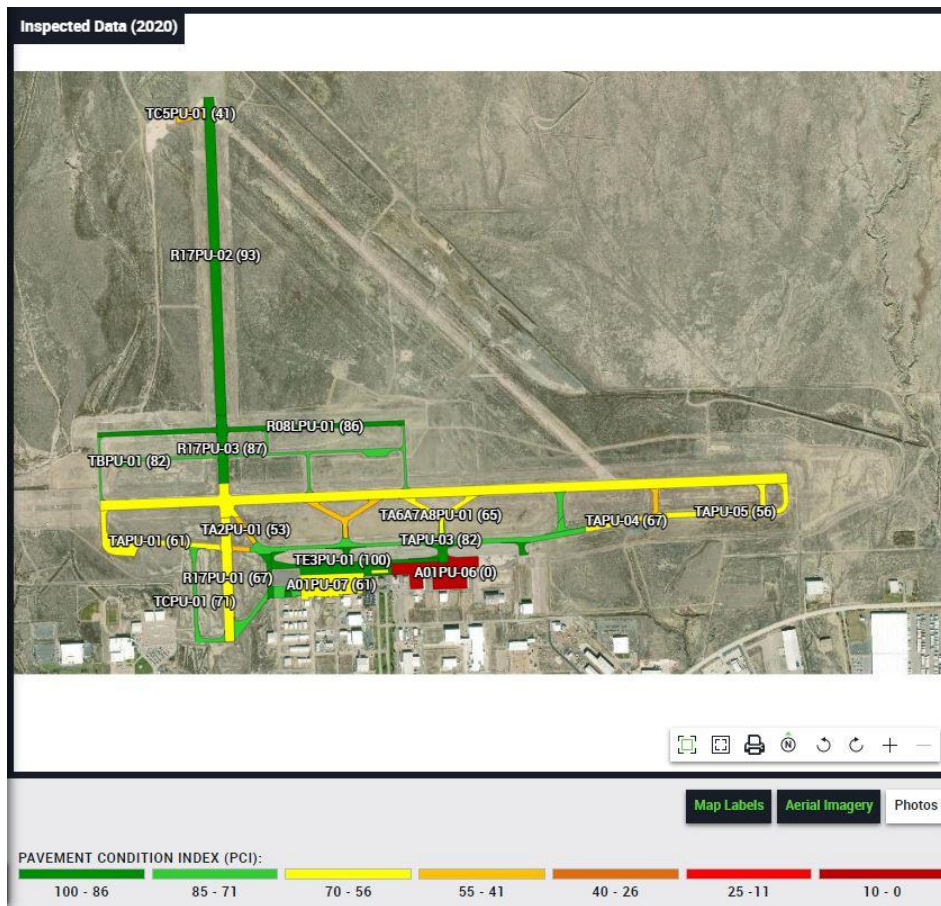 Inspected Data (2020)
TC5PU-01 (41)
R17PU-02 (93)
R08LPU-01 (86)
R17PU-03 (87)
TBPU-01 (82)
TA6A7A8PU-01 (65)
TAPU-05 (56)
TAPU-04 (67)
TA2PU-01 (53)
TAPU-01 (61)
TAPU-03 (82)
TE3PU-01 (100)
A01PU-06 (0)
R17PU-01 (67)
A01PU-07 (61)
TCPU-01 (71)
N
Map Labels Aerial Imagery Photos
PAVEMENT CONDITION INDEX (PCI):
100 - 86 85 - 71 70 - 56 55 - 41 40 - 26 25 -11 10 - 0